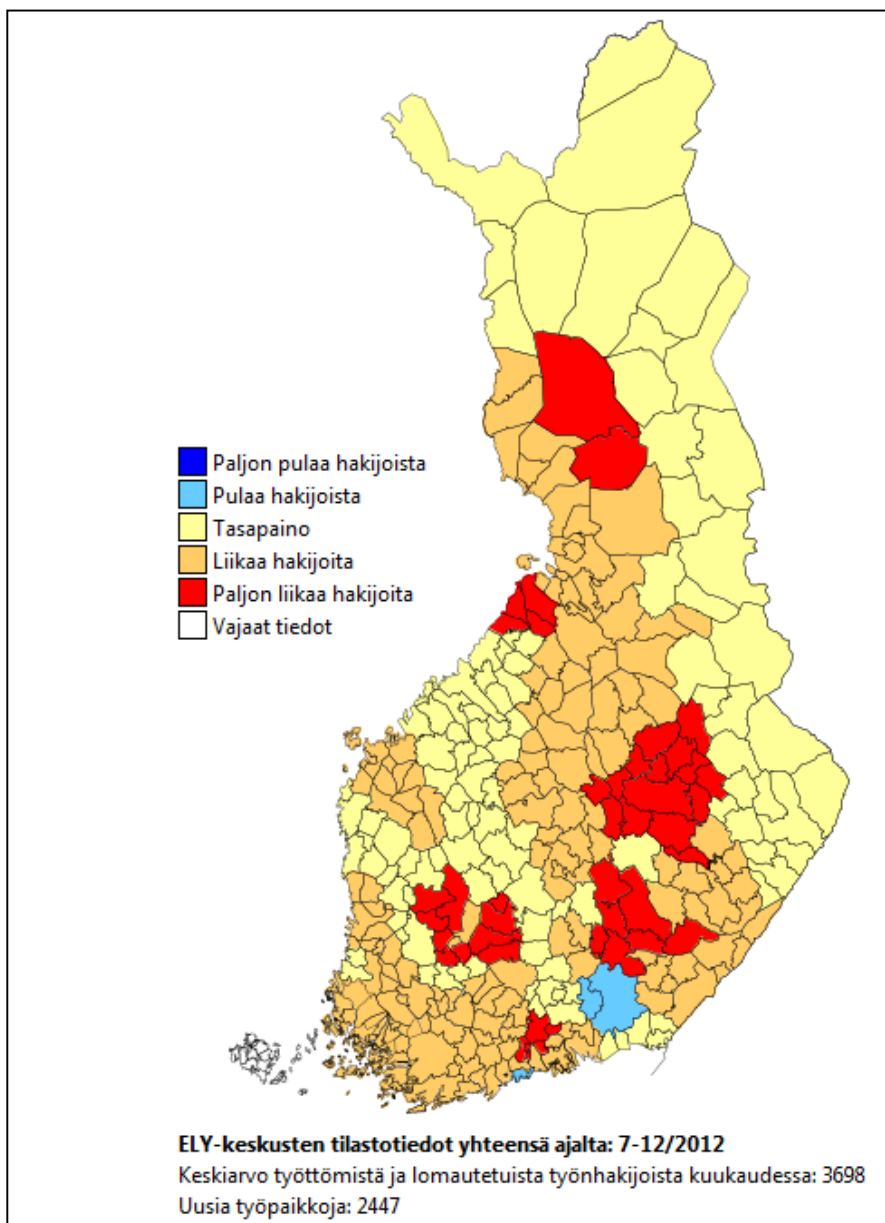 Paljon pulaa hakijoista
Pulaa hakijoista
Tasapaino
Liikaa hakijoita
Paljon liikaa hakijoita
Vajaat tiedot
ELY-keskusten tilastotiedot yhteensä ajalta: 7-12/2012
Keskiarvo työttömistä ja lomautetuista työnhakijoista kuukaudessa: 3698
Uusia työpaikkoja: 2447